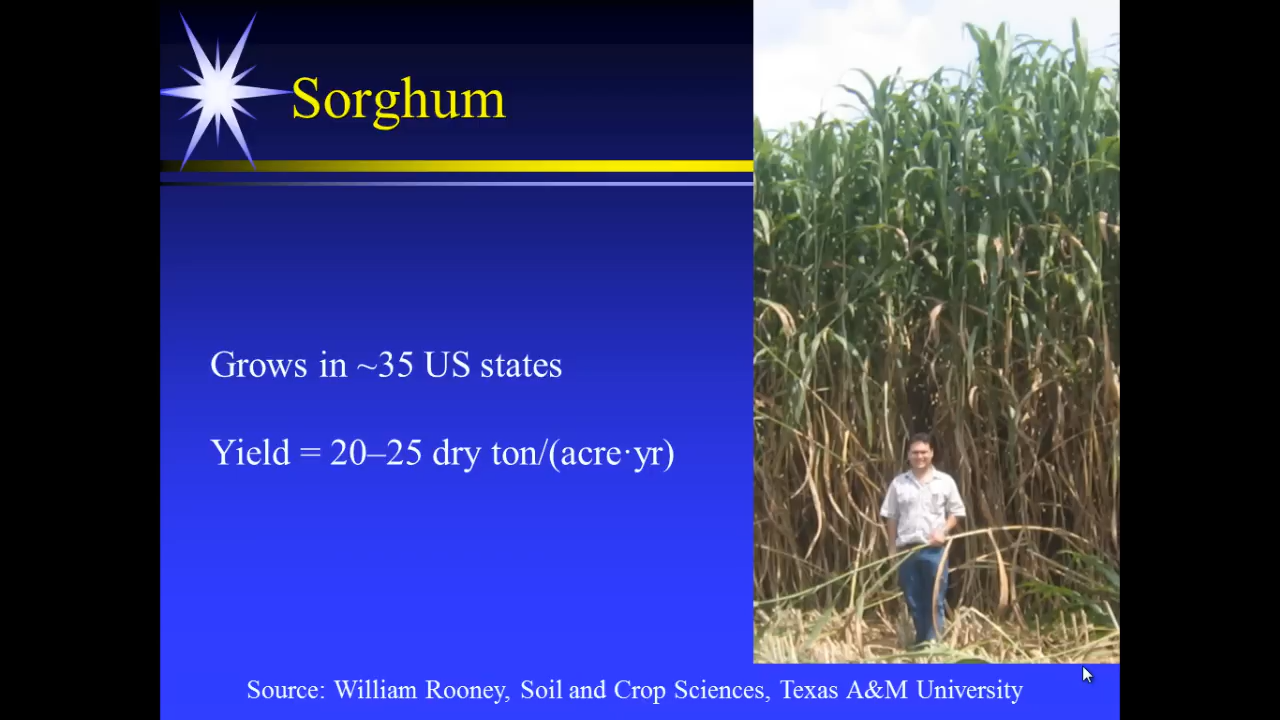 Sorghum
Grows in ~35 US states
Yield = 20–25 dry ton/(acre·yr)
Source: William Rooney, Soil and Crop Sciences, Texas A&M University